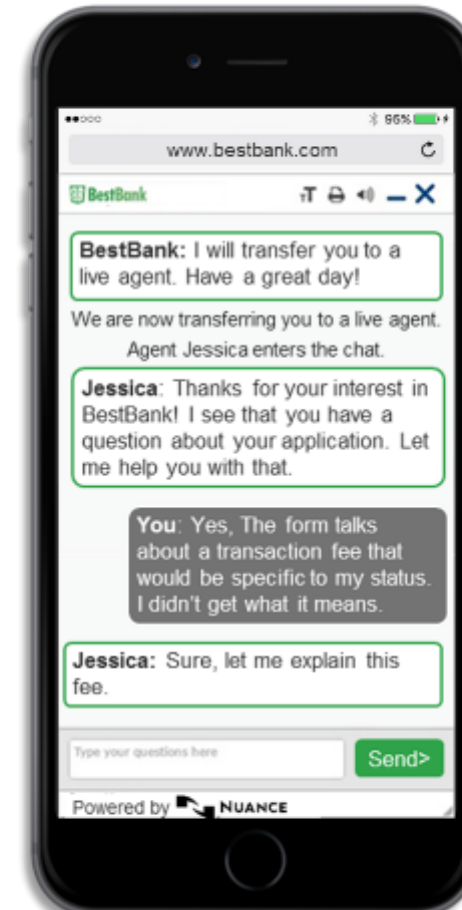 96%
www.bestbank.com
BestBank
TT
BestBank: I will transfer you to a
live agent. Have a great day!
We are now transferring you to a live agent.
Agent Jessica enters the chat.
Jessica: Thanks for your interest in
BestBank! I see that you have a
question about your application. Let
me help you with that.
You: Yes, The form talks
about a transaction fee that
would be specific to my status.
I didn't get what it means.
Jessica: Sure, let me explain this
fee.
Type your questions here
Send>
Powered by NUANCE